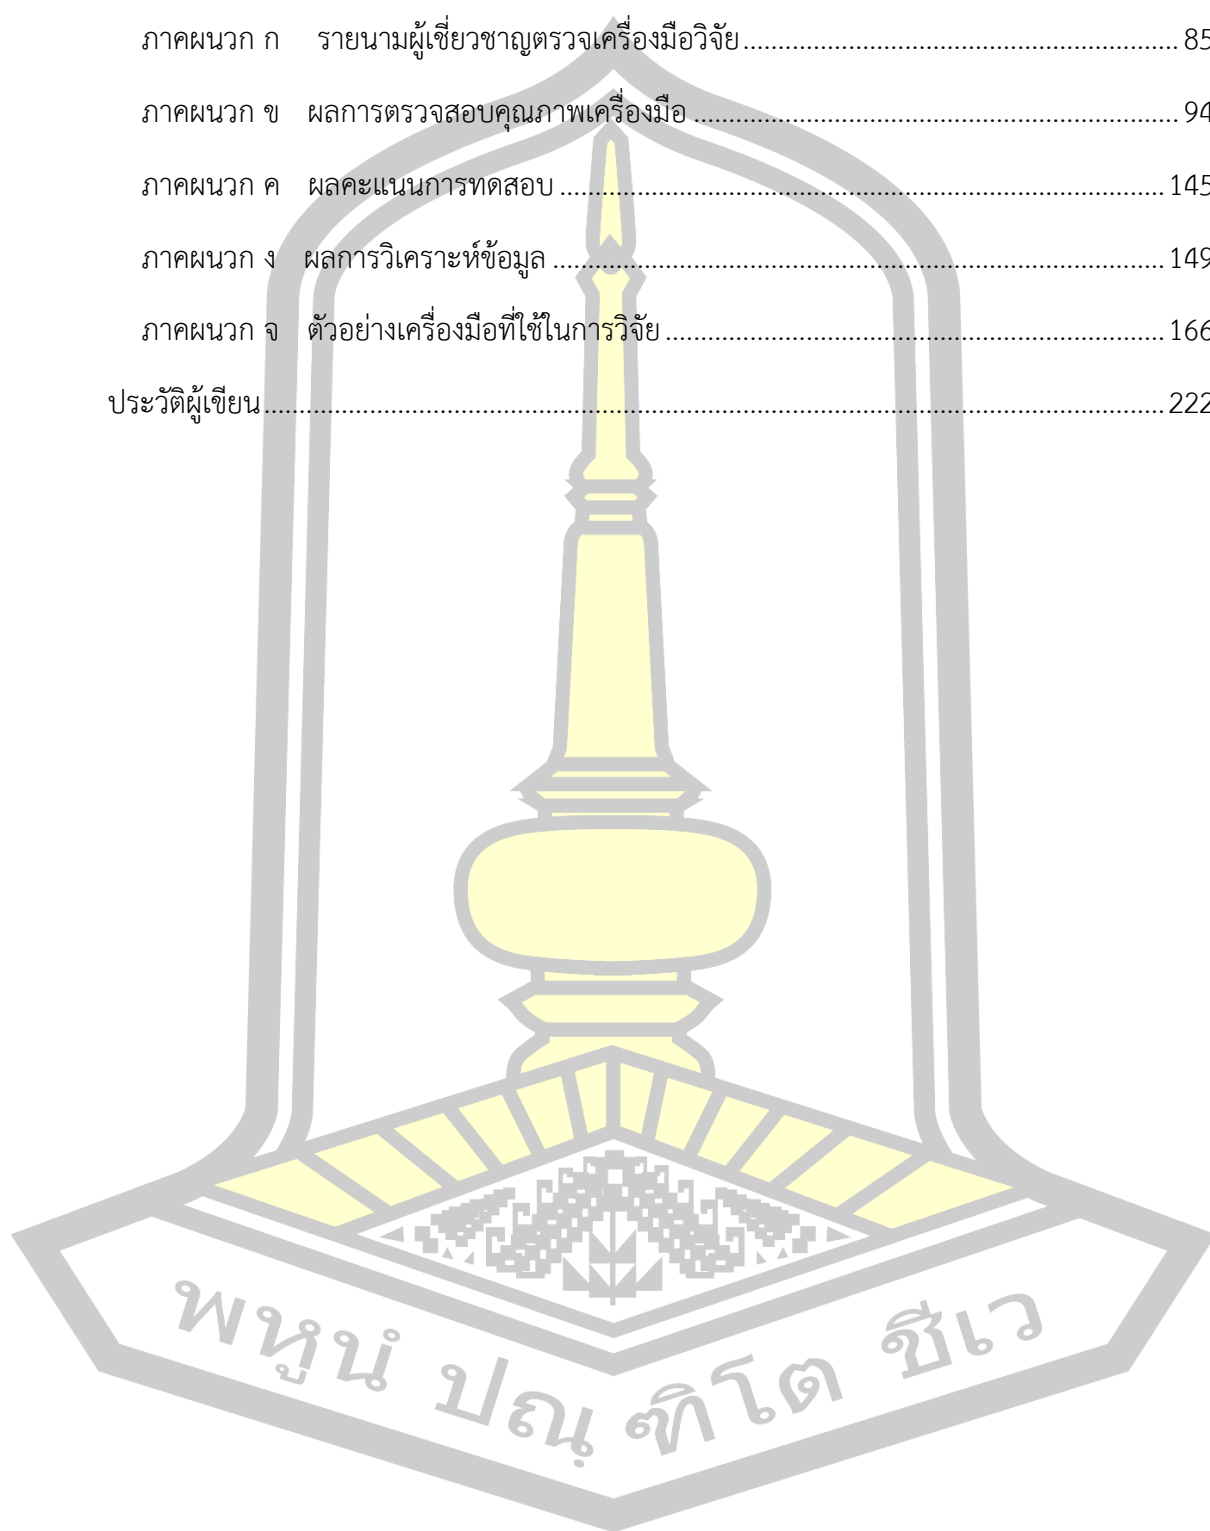 ภาคผนวก ก รายนามผู้เชี่ยวชาญตรวจเครื่องมือวิจัย 85
ภาคผนวก ข ผลการตรวจสอบคุณภาพเครื่องมือ 94
ภาคผนวก ค ผลคะแนนการทดสอบ 145
ภาคผนวก ง ผลการวิเคราะห์ข้อมูล 149
ภาคผนวก จ ตัวอย่างเครื่องมือที่ใช้ในการวิจัย 166
ประวัติผู้เขียน 222
พหูนํ ปณฺฑิโต ชีเว